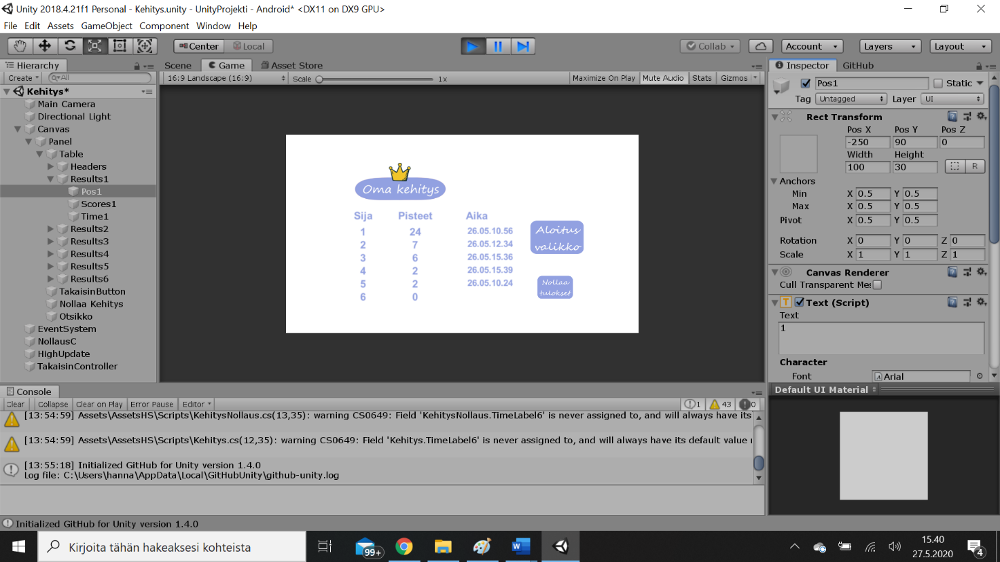 Unity 2018.4.21f1 Personal - Kehitys.unity - UnityProjekti - Android* <DX11 on DX9 GPU>
File Edit Assets GameObject Component Window Help
Center Local Collab Account Layers Layout
Hierarchy Scene Game Asset Store Inspector GitHub
Create All 16:9 Landscape (16:9) Scale 1x Maximize On Play Mute Audio Stats Gizmos
Kehitys*
Main Camera
Directional Light
Canvas
Panel
Table
Headers
Results1
Pos1
Scores1
Time1
Results2
Results3
Results4
Results5
Results6
TakaisinButton
Nollaa Kehitys
Otsikko
EventSystem
NollausC
HighUpdate
TakaisinController
Oma kehitys
Sija Pisteet Aika
1 24 26.05.10.56
2 7 26.05.12.34
3 6 26.05.15.36
4 2 26.05.15.39
5 2 26.05.10.24
6 0
Aloitus
valikko
Nollaa
tulokset
Pos1 Static
Tag Untagged Layer UI
Rect Transform
Pos X Pos Y Pos Z
-250 90 0
Width Height
100 30 R
Anchors
Min X 0.5 Y 0.5
Max X 0.5 Y 0.5
Pivot X 0.5 Y 0.5
Rotation X 0 Y 0 Z 0
Scale X 1 Y 1 Z 1
Canvas Renderer
Cull Transparent Mes
Text (Script)
Text
1
Character
Font Arial
Default UI Material
Console
Clear Collapse Clear on Play Error Pause Editor 1 43 0
[13:54:59] Assets\AssetsHS\Scripts\KehitysNollaus.cs(13,35): warning CS0649: Field 'KehitysNollaus.TimeLabel6' is never assigned to, and will always have its
[13:54:59] Assets\AssetsHS\Scripts\Kehitys.cs(12,35): warning CS0649: Field 'Kehitys.TimeLabel6' is never assigned to, and will always have its default value
[13:55:18] Initialized GitHub for Unity version 1.4.0
Log file: C:\Users\hanna\AppData\Local\GitHubUnity\github-unity.log
Initialized GitHub for Unity version 1.4.0
Kirjoita tähän hakeaksesi kohteista
99+
15.40
27.5.2020
4